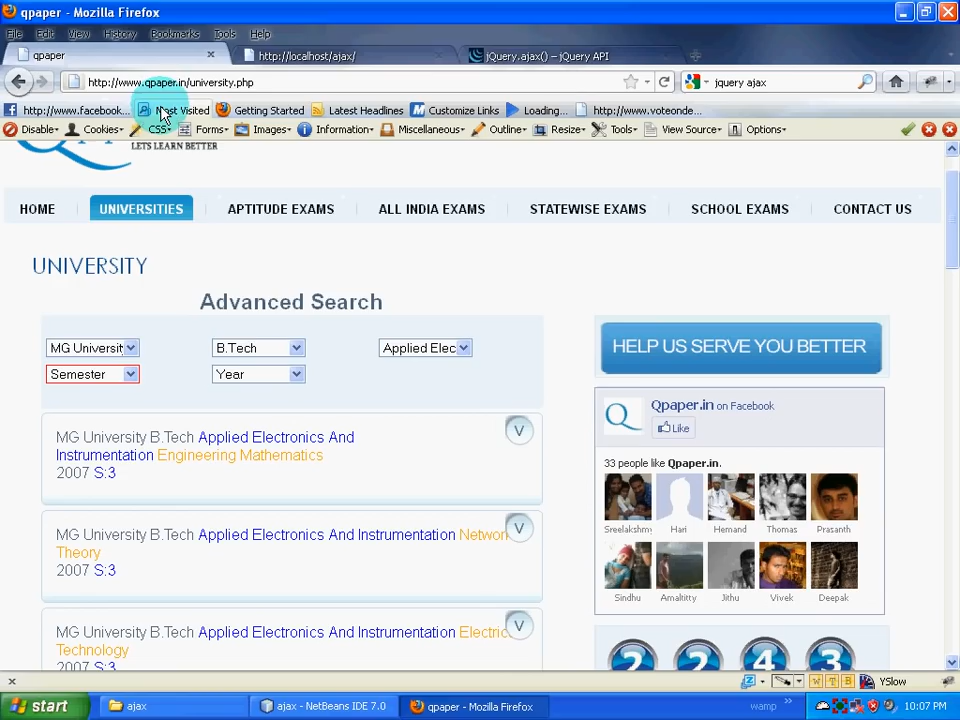 qpaper - Mozilla Firefox
File Edit View History Bookmarks Tools Help
qpaper
http://localhost/ajax/
jQuery.ajax() – jQuery API
http://www.qpaper.in/university.php
jquery ajax
http://www.facebook...
Most Visited
Getting Started
Latest Headlines
Customize Links
Loading...
http://www.voteonde...
Disable Cookies CSS Forms Images Information Miscellaneous Outline Resize Tools View Source Options
LETS LEARN BETTER
HOME UNIVERSITIES APTITUDE EXAMS ALL INDIA EXAMS STATEWISE EXAMS SCHOOL EXAMS CONTACT US
UNIVERSITY
Advanced Search
MG Universit B.Tech Applied Elec
Semester Year
MG University B.Tech Applied Electronics And
Instrumentation Engineering Mathematics
2007 S:3
V
MG University B.Tech Applied Electronics And Instrumentation Networ
Theory
2007 S:3
V
MG University B.Tech Applied Electronics And Instrumentation Electric
Technology
2007 S:3
V
HELP US SERVE YOU BETTER
Qpaper.in on Facebook
Like
33 people like Qpaper.in.
Sreelakshmy Hari Hemand Thomas Prasanth
Sindhu Amaltitty Jithu Vivek Deepak
2 2 4 3
W T B YSlow
start
ajax
ajax - NetBeans IDE 7.0
qpaper - Mozilla Firefox
wamp
10:07 PM